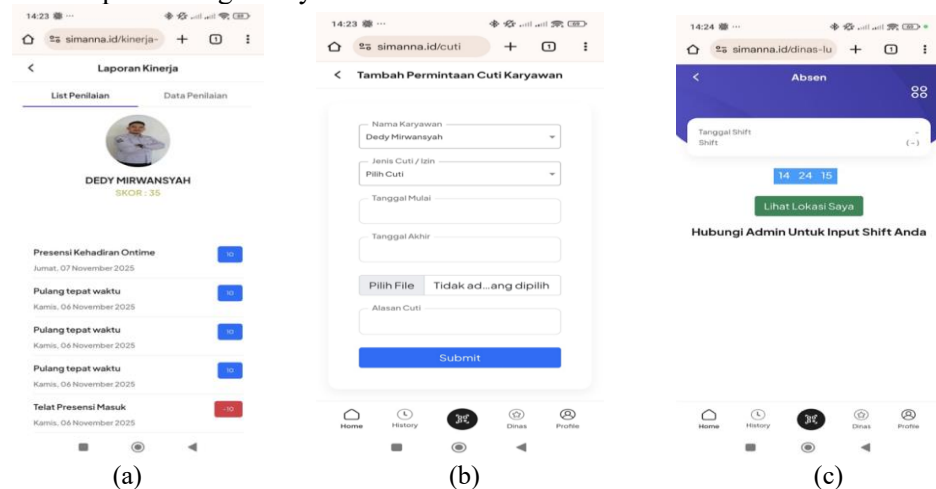 14:23
simanna.id/kinerja-
1
Laporan Kinerja
List Penilaian
Data Penilaian
DEDY MIRWANSYAH
SKOR : 35
Presensi Kehadiran Ontime
10
Jumat, 07 November 2025
Pulang tepat waktu
10
Kamis, 06 November 2025
Pulang tepat waktu
10
Kamis, 06 November 2025
Pulang tepat waktu
10
Kamis, 06 November 2025
Telat Presensi Masuk
-10
Kamis, 06 November 2025
(a)
14:23
simanna.id/cuti
1
Tambah Permintaan Cuti Karyawan
Nama Karyawan
Dedy Mirwansyah
Jenis Cuti / Izin
Pilih Cuti
Tanggal Mulai
Tanggal Akhir
Pilih File Tidak ad...ang dipilih
Alasan Cuti
Submit
Home History Dinas Profile
(b)
14:24
simanna.id/dinas-lu
1
Absen
Tanggal Shift -
Shift (-)
14 24 15
Lihat Lokasi Saya
Hubungi Admin Untuk Input Shift Anda
Home History Dinas Profile
(c)